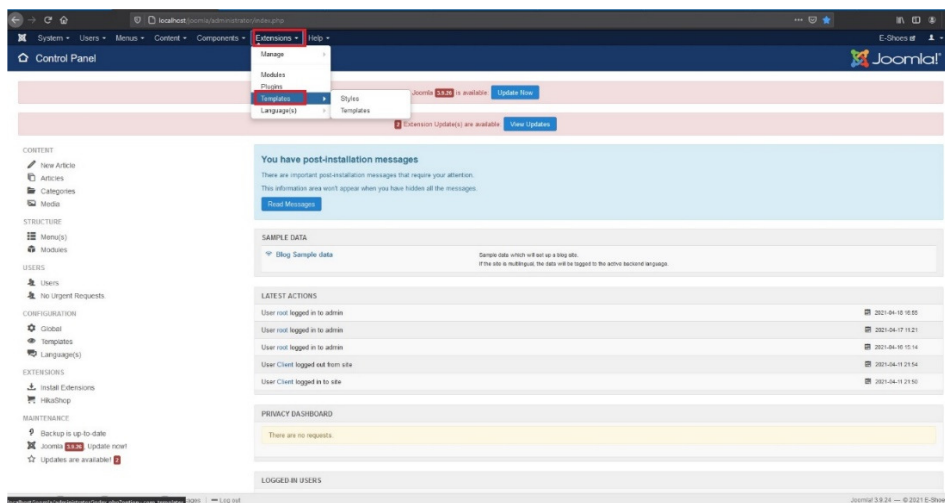 localhost/joomla/administrator/index.php
System Users Menus Content Components Extensions Help E-Shoes
Control Panel Joomla!
Manage
Modules
Plugins
Templates
Language(s)
Styles
Templates
Joomla 3.9.26 is available Update Now
2 Extension Update(s) are available View Updates
CONTENT
New Article
Articles
Categories
Media
STRUCTURE
Menu(s)
Modules
USERS
Users
No Urgent Requests
CONFIGURATION
Global
Templates
Language(s)
EXTENSIONS
Install Extensions
HikaShop
MAINTENANCE
Backup is up-to-date
Joomla 3.9.26, Update now!
Updates are available! 2
You have post-installation messages
There are important post-installation messages that require your attention.
This information area won't appear when you have hidden all the messages.
Read Messages
SAMPLE DATA
Blog Sample data
Sample data which will set up a blog site.
If the site is multilingual, the data will be tagged to the active backend language.
LATEST ACTIONS
User root logged in to admin 2021-04-18 16:55
User root logged in to admin 2021-04-17 11:21
User root logged in to admin 2021-04-16 15:14
User Client logged out from site 2021-04-11 21:54
User Client logged in to site 2021-04-11 21:50
PRIVACY DASHBOARD
There are no requests.
LOGGED-IN USERS
Log out
Joomla! 3.9.24 — © 2021 E-Shoes